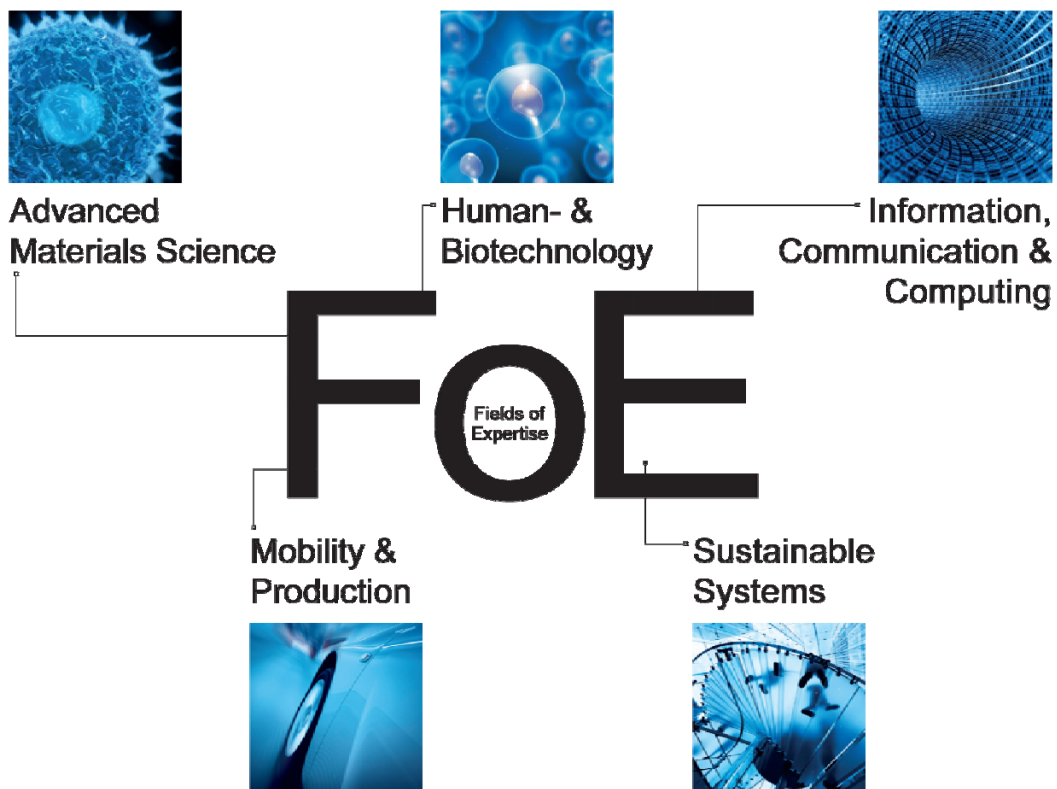 Advanced
Materials Science
Human- &
Biotechnology
Information,
Communication &
Computing
FoE
Fields of
Expertise
Mobility &
Production
Sustainable
Systems